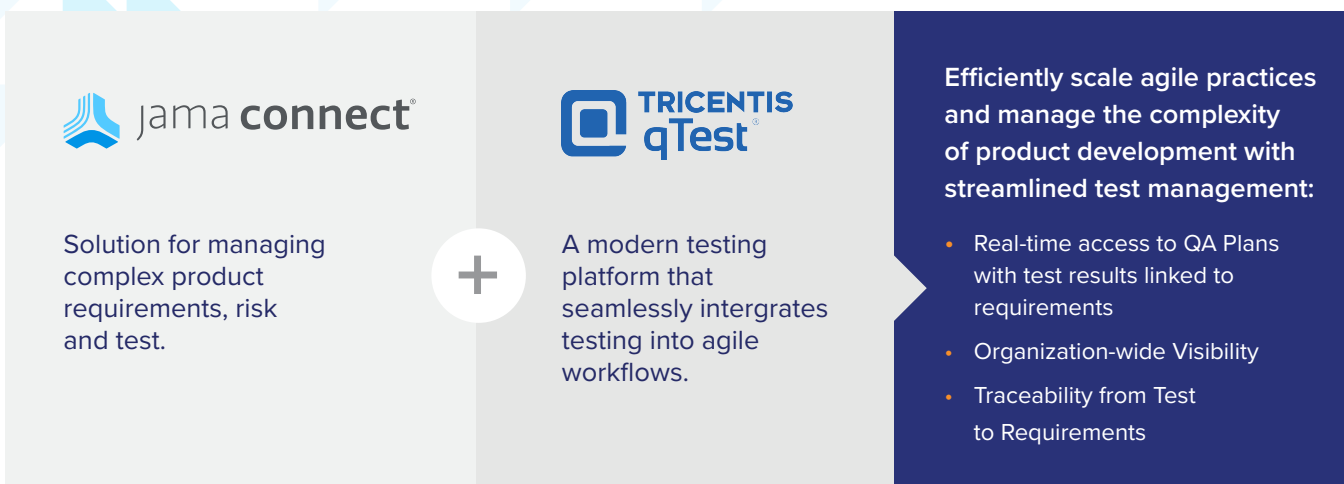 jama connect®
Solution for managing
complex product
requirements, risk
and test.
+
TRICENTIS
qTest®
A modern testing
platform that
seamlessly intergrates
testing into agile
workflows.
Efficiently scale agile practices
and manage the complexity
of product development with
streamlined test management:
• Real-time access to QA Plans
with test results linked to
requirements
• Organization-wide Visibility
• Traceability from Test
to Requirements